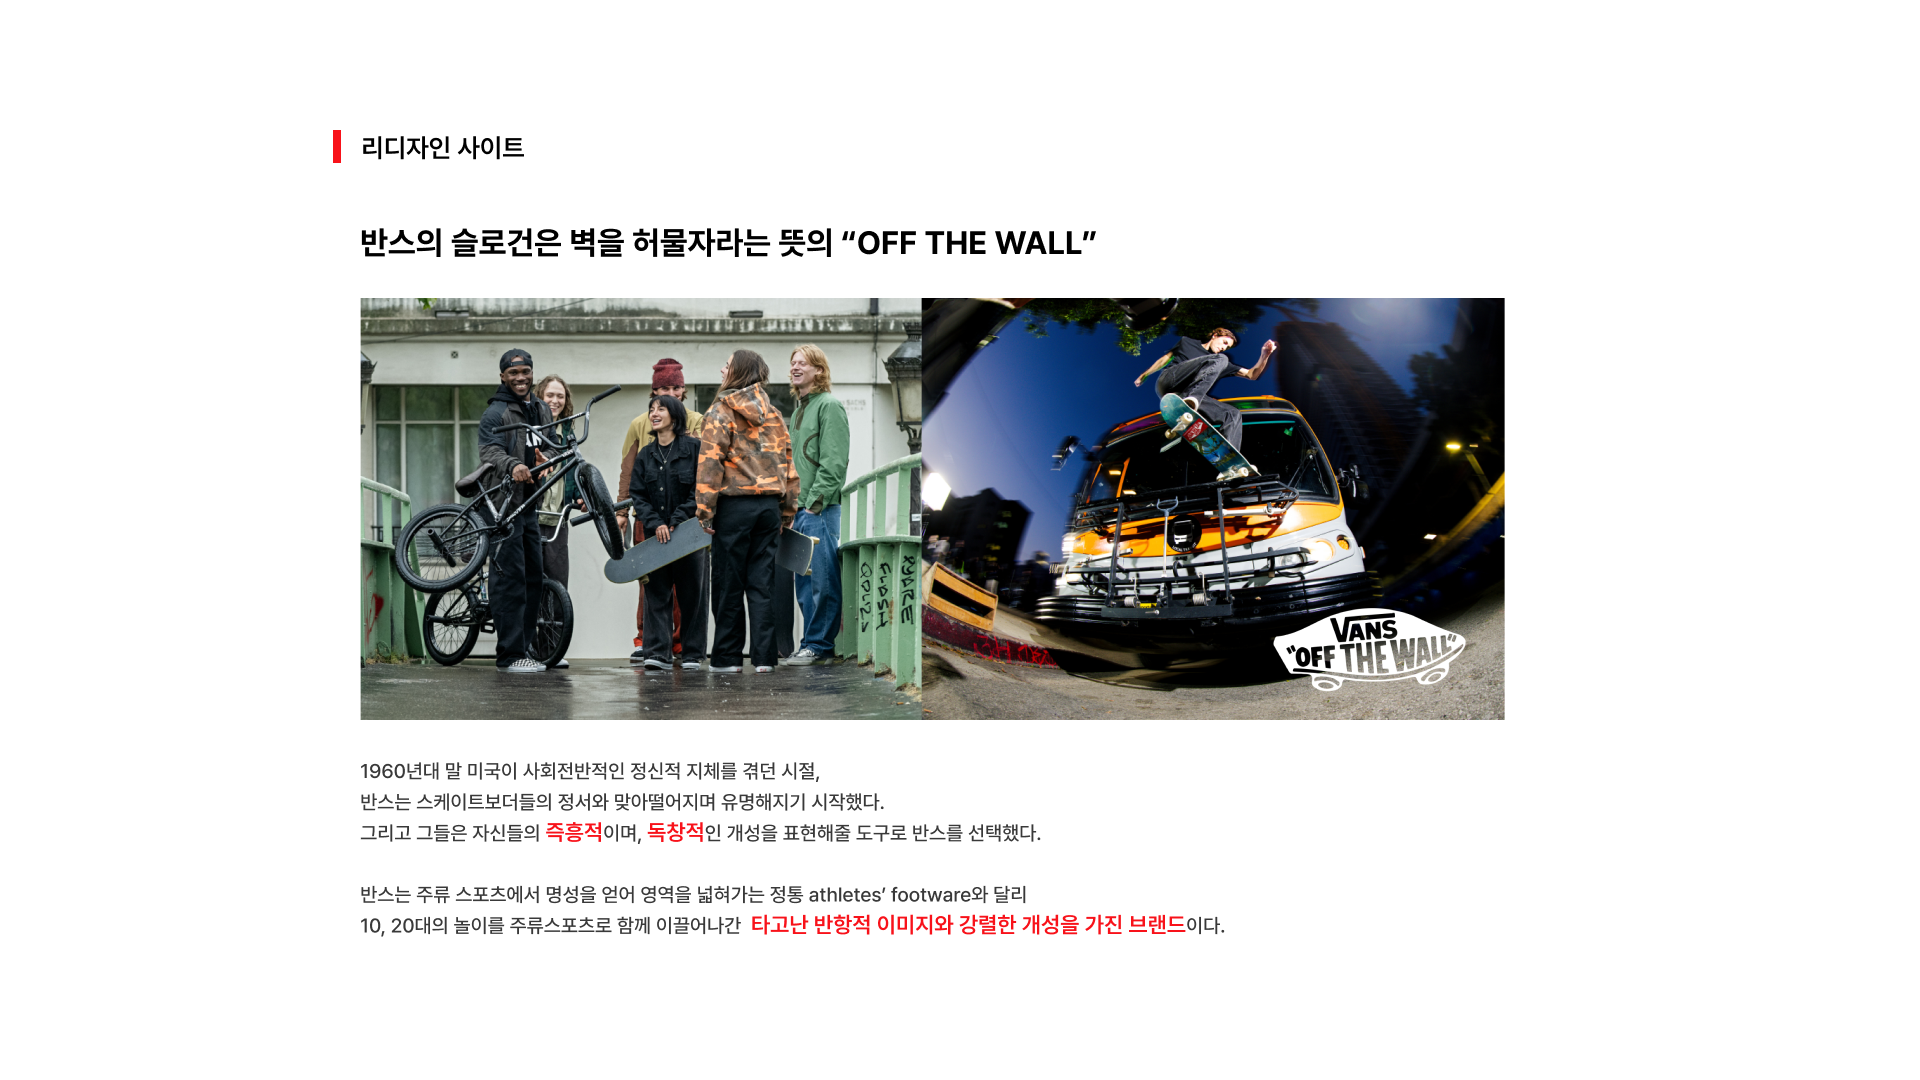 리디자인 사이트
반스의 슬로건은 벽을 허물자라는 뜻의 “OFF THE WALL”
VANS
"OFF THE WALL"
1960년대 말 미국이 사회전반적인 정신적 지체를 겪던 시절,
반스는 스케이트보더들의 정서와 맞아떨어지며 유명해지기 시작했다.
그리고 그들은 자신들의 즉흥적이며, 독창적인 개성을 표현해줄 도구로 반스를 선택했다.
반스는 주류 스포츠에서 명성을 얻어 영역을 넓혀가는 정통 athletes’ footware와 달리
10, 20대의 놀이를 주류스포츠로 함께 이끌어나간 타고난 반항적 이미지와 강렬한 개성을 가진 브랜드이다.